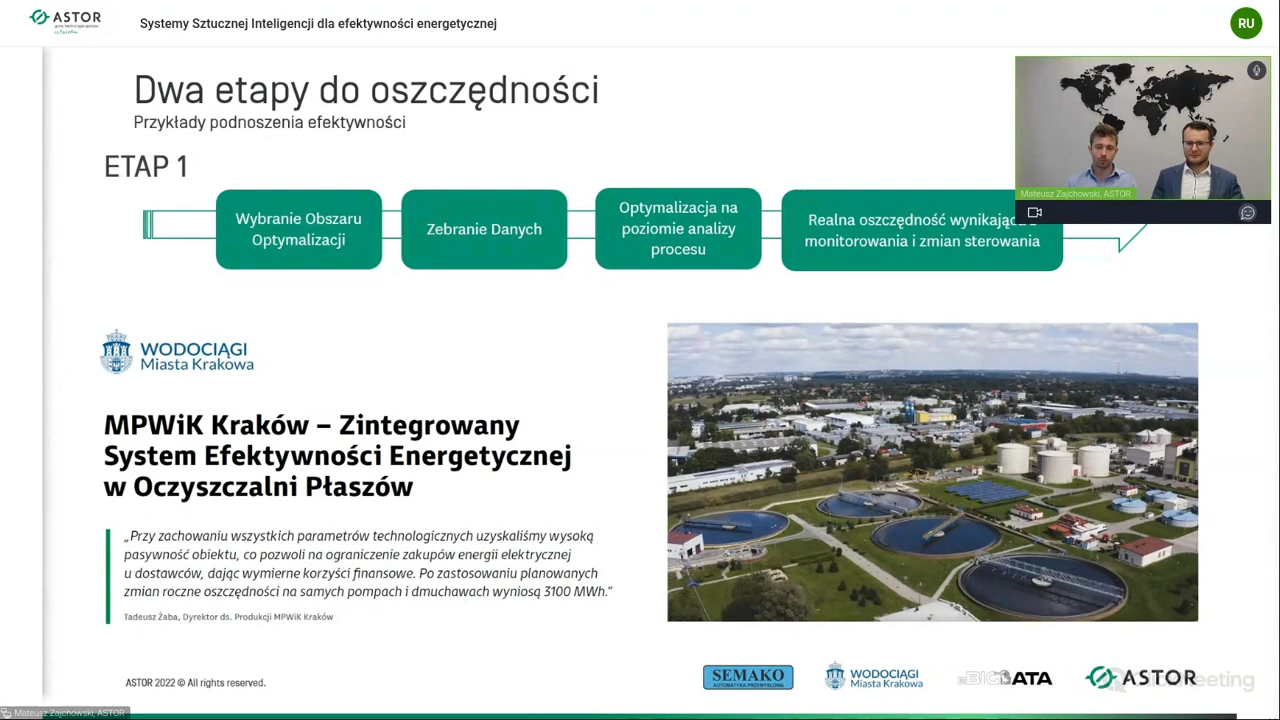 ASTOR
Systemy Sztucznej Inteligencji dla efektywności energetycznej
RU
Dwa etapy do oszczędności
Przykłady podnoszenia efektywności
ETAP 1
Wybranie Obszaru
Optymalizacji
Zebranie Danych
Optymalizacja na
poziomie analizy
procesu
Realna oszczędność
monitorowania i zmian sterowania
Mateusz Zajchowski, ASTOR
WODOCIĄGI
Miasta Krakowa
MPWiK Kraków – Zintegrowany
System Efektywności Energetycznej
w Oczyszczalni Płaszów
„Przy zachowaniu wszystkich parametrów technologicznych uzyskaliśmy wysoką
pasywność obiektu, co pozwoli na ograniczenie zakupów energii elektrycznej
u dostawców, dając wymierne korzyści finansowe. Po zastosowaniu planowanych
zmian roczne oszczędności na samych pompach i dmuchawach wyniosą 3100 MWh.”
Tadeusz Żaba, Dyrektor ds. Produkcji MPWiK Kraków
ASTOR 2022 © All rights reserved.
SEMAKO
AUTOMATYKA PRZEMYSŁOWA
WODOCIĄGI
Miasta Krakowa
ASTOR
Mateusz Zajchowski, ASTOR